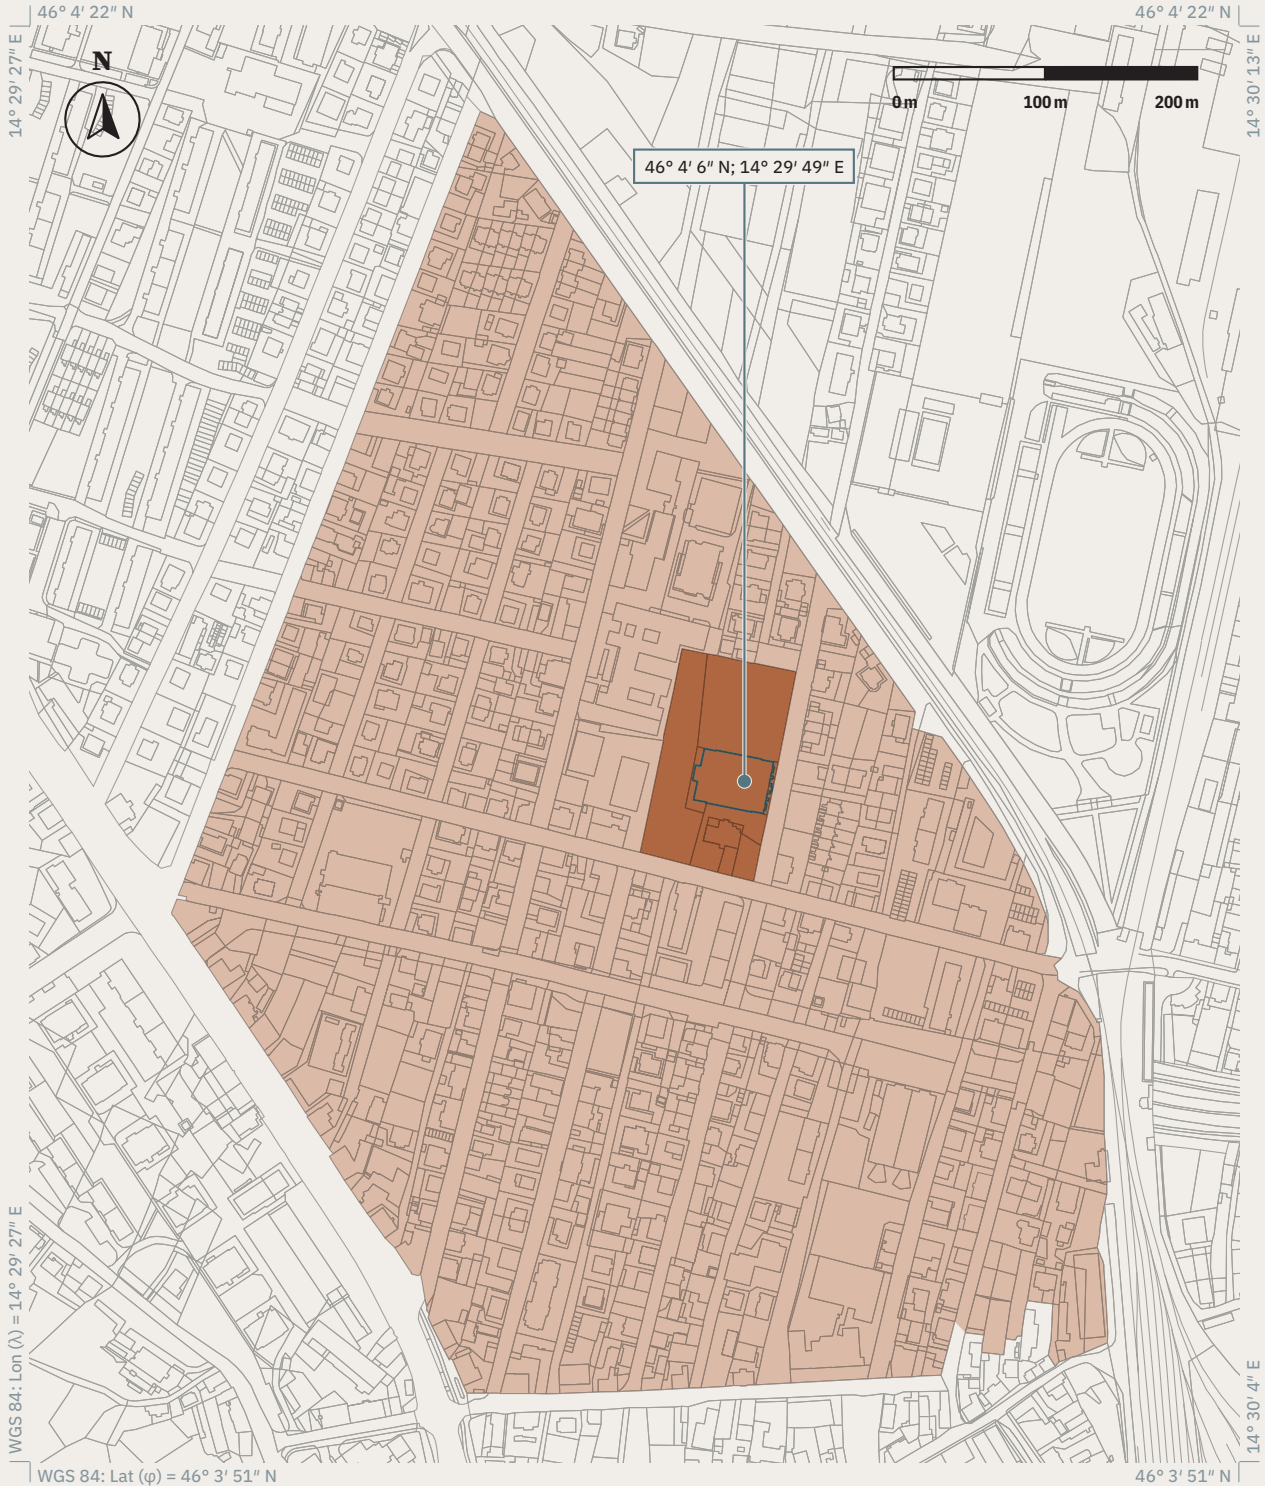 46° 4′ 22″ N
46° 4′ 22″ N
14° 29′ 27″ E
14° 30′ 13″ E
N
0 m
100 m
200 m
46° 4′ 6″ N; 14° 29′ 49″ E
WGS 84: Lon (λ) = 14° 29′ 27″ E
14° 30′ 4″ E
WGS 84: Lat (φ) = 46° 3′ 51″ N
46° 3′ 51″ N